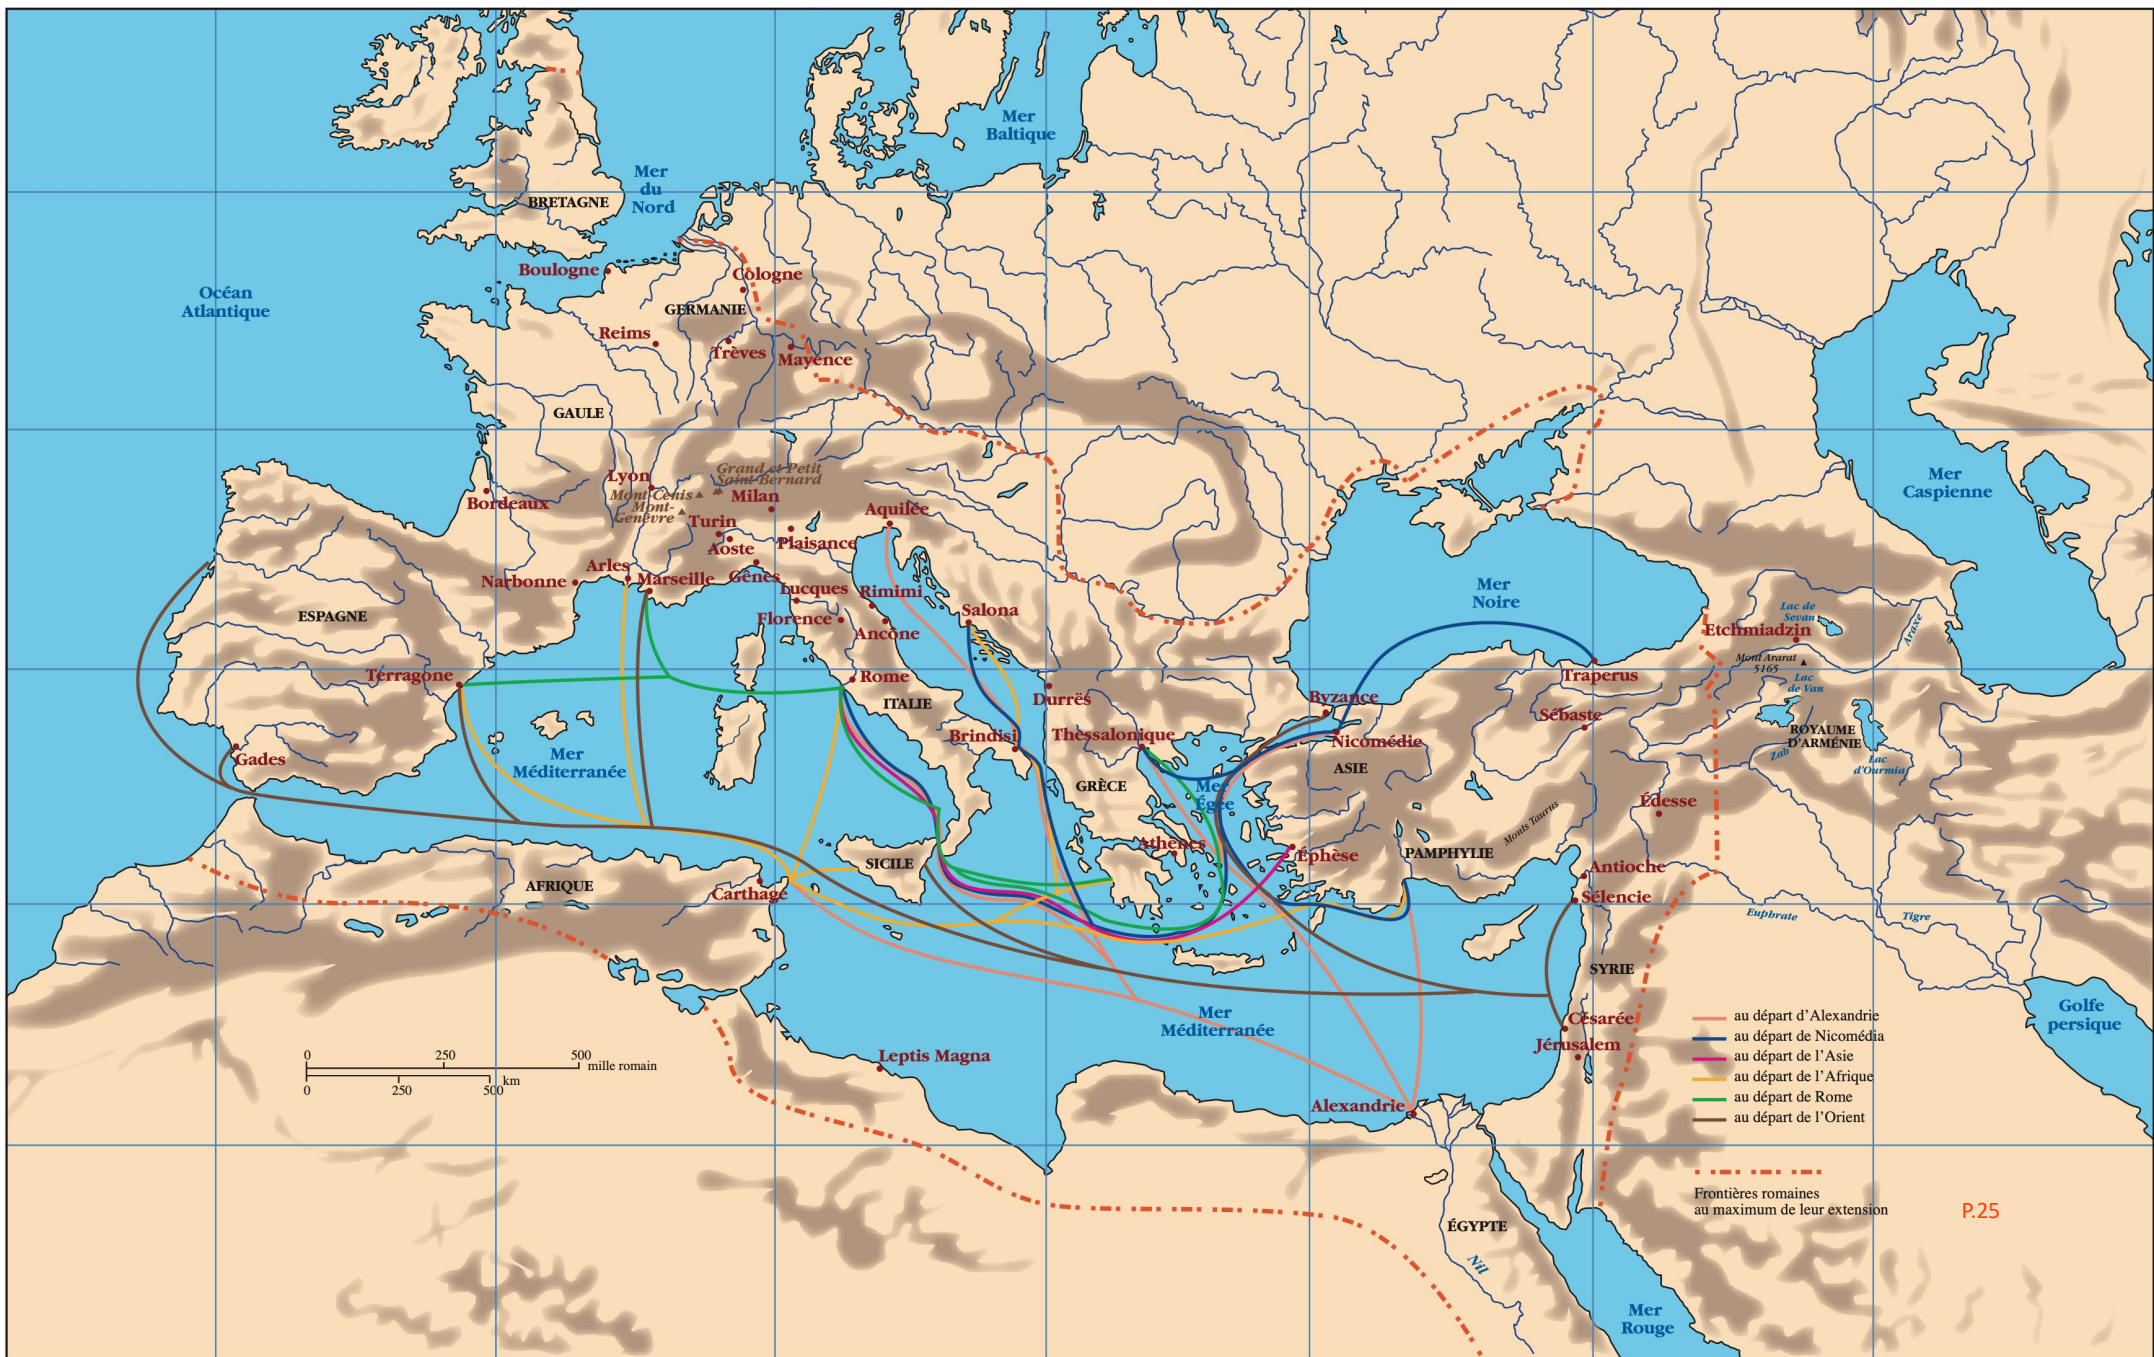 Mer
Baltique
Mer
du
Nord
BRETAGNE
Boulogne
Cologne
Océan
Atlantique
GERMANIE
Reims
Trèves
Mayence
GAULE
Lyon
Grand et Petit
Saint-Bernard
Mont-Cenis
Milan
Mont-
Genèvre
Bordeaux
Turin
Aquilée
Aoste
Plaisance
Mer
Caspienne
Narbonne
Arles
Marseille
Gênes
Lucques
Rimimi
Florence
Ancône
Salona
Mer
Noire
Lac de
Sevan
Araxe
Etchmiadzin
ESPAGNE
Mont Ararat
5165
Terragone
Rome
Traperus
Lac
de Van
ITALIE
Durrës
Byzance
Sébaste
Brindisi
Thessalonique
Nicomédie
ROYAUME
D'ARMÉNIE
Zab
Lac
d'Ourmia
Gades
Mer
Méditerranée
ASIE
GRÈCE
Mer
Égée
Édesse
Monts Taurus
Athenes
Éphèse
PAMPHYLIE
SICILE
Antioche
AFRIQUE
Carthage
Sélencie
Euphrate
Tigre
SYRIE
Mer
Méditerranée
Césarée
Jérusalem
Golfe
persique
au départ d'Alexandrie
au départ de Nicomédia
au départ de l'Asie
au départ de l'Afrique
au départ de Rome
au départ de l'Orient
0 250 500
mille romain
0 250 500 km
Leptis Magna
Alexandrie
Frontières romaines
au maximum de leur extension
P.25
ÉGYPTE
Nil
Mer
Rouge